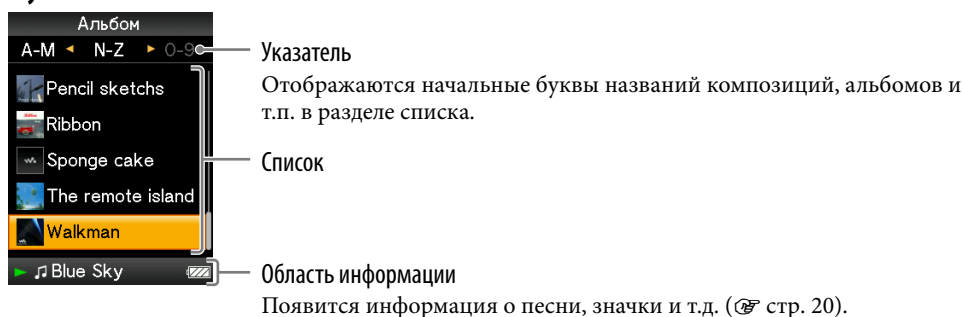 Альбом
A-M ◄ N-Z ► 0-9
Указатель
Отображаются начальные буквы названий композиций, альбомов и
т.п. в разделе списка.
Pencil sketchs
Ribbon
Sponge cake
The remote island
Walkman
Список
Blue Sky
Область информации
Появится информация о песни, значки и т.д. (☞ стр. 20).